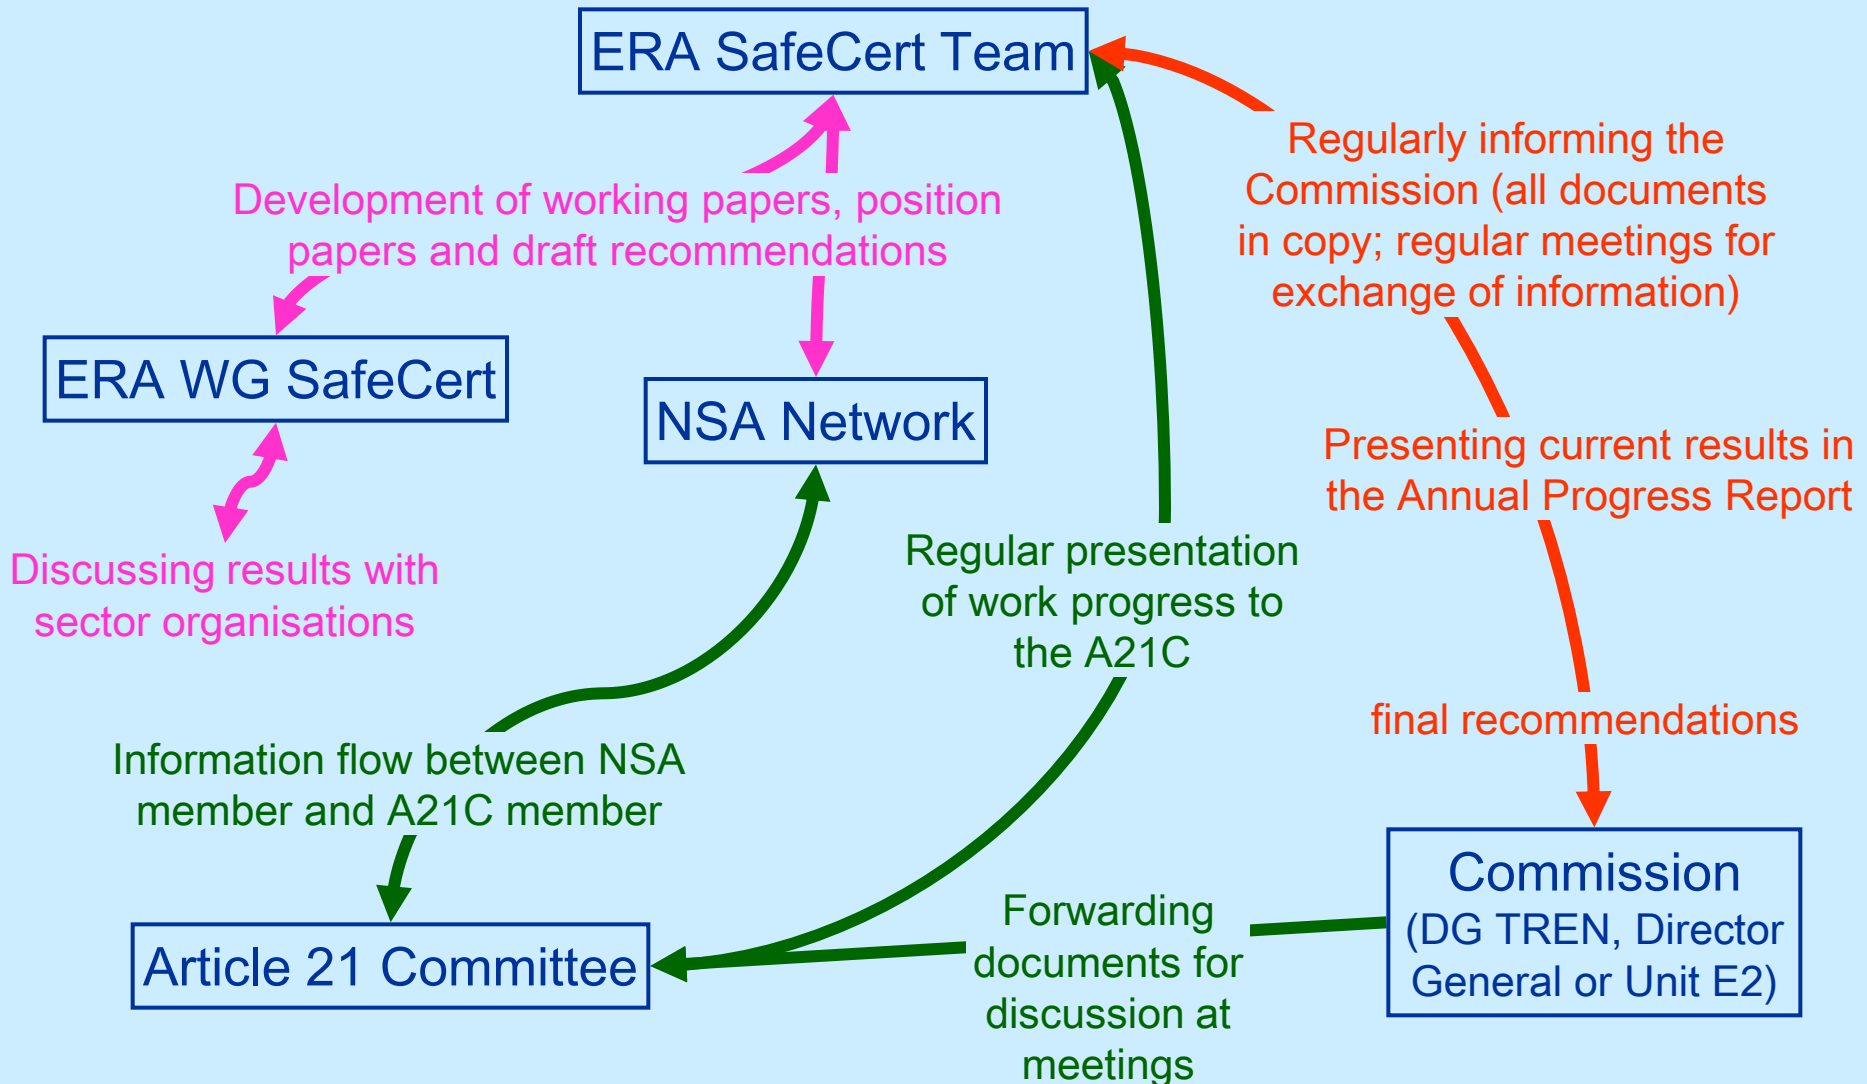 ERA SafeCert Team
Regularly informing the
Commission (all documents
in copy; regular meetings for
exchange of information)
Development of working papers, position
papers and draft recommendations
ERA WG SafeCert
NSA Network
Presenting current results in
the Annual Progress Report
Discussing results with
sector organisations
Regular presentation
of work progress to
the A21C
final recommendations
Information flow between NSA
member and A21C member
Article 21 Committee
Forwarding
documents for
discussion at
meetings
Commission
(DG TREN, Director
General or Unit E2)